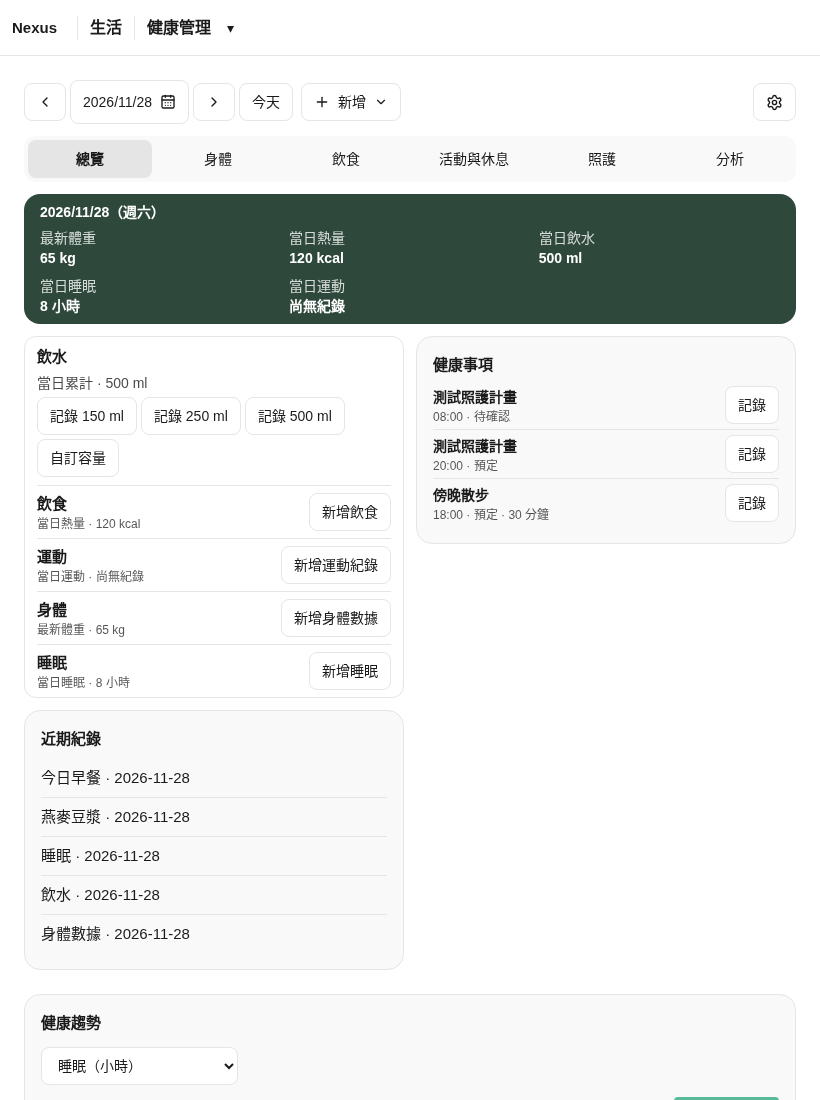 Nexus 生活 健康管理 ▼
2026/11/28 今天 新增
總覽 身體 飲食 活動與休息 照護 分析
2026/11/28（週六）
最新體重 當日熱量 當日飲水
65 kg 120 kcal 500 ml
當日睡眠 當日運動
8 小時 尚無紀錄
飲水
當日累計 · 500 ml
記錄 150 ml 記錄 250 ml 記錄 500 ml
自訂容量
飲食
當日熱量 · 120 kcal
新增飲食
運動
當日運動 · 尚無紀錄
新增運動紀錄
身體
最新體重 · 65 kg
新增身體數據
睡眠
當日睡眠 · 8 小時
新增睡眠
健康事項
測試照護計畫
08:00 · 待確認
記錄
測試照護計畫
20:00 · 預定
記錄
傍晚散步
18:00 · 預定 · 30 分鐘
記錄
近期紀錄
今日早餐 · 2026-11-28
燕麥豆漿 · 2026-11-28
睡眠 · 2026-11-28
飲水 · 2026-11-28
身體數據 · 2026-11-28
健康趨勢
睡眠（小時）